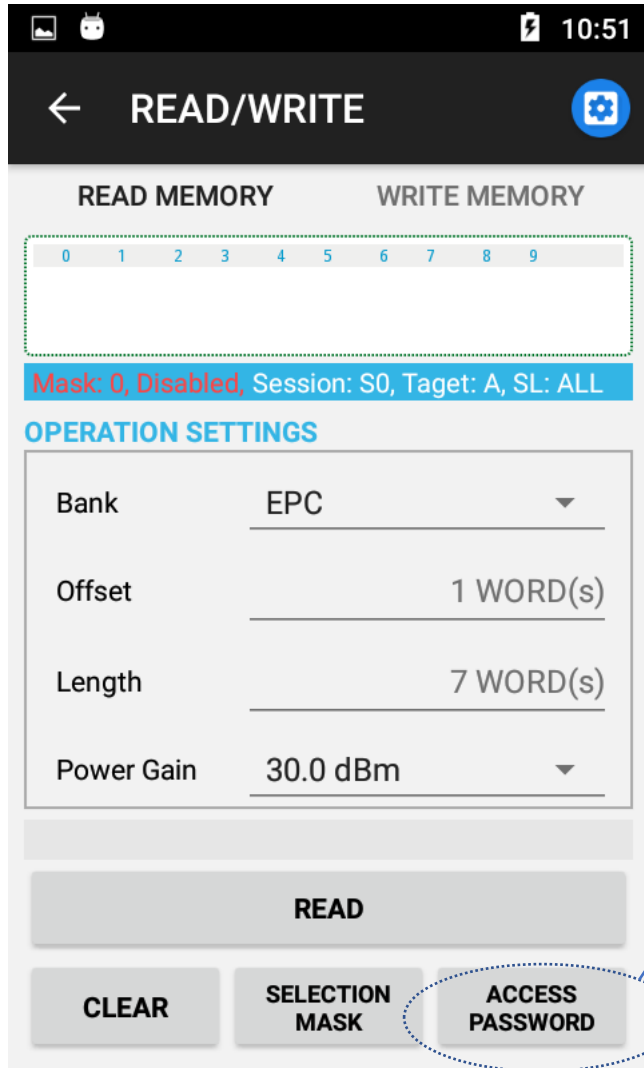 10:51
READ/WRITE
READ MEMORY WRITE MEMORY
0 1 2 3 4 5 6 7 8 9
Mask: 0, Disabled, Session: S0, Taget: A, SL: ALL
OPERATION SETTINGS
Bank EPC
Offset 1 WORD(s)
Length 7 WORD(s)
Power Gain 30.0 dBm
READ
CLEAR
SELECTION
MASK
ACCESS
PASSWORD